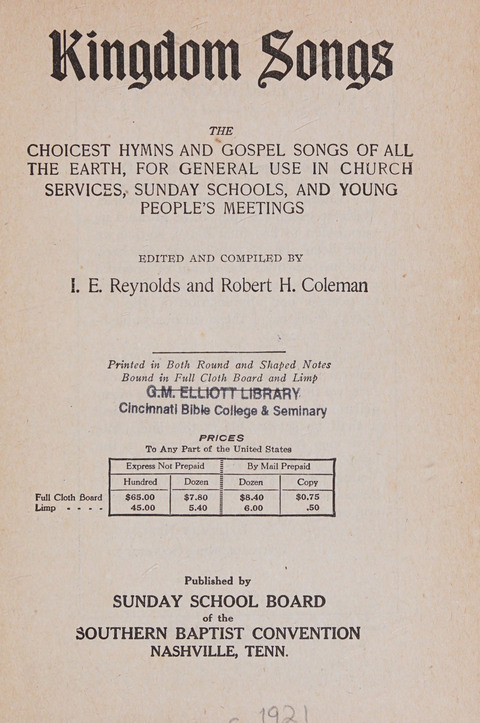 Kingdom Songs
THE
CHOICEST HYMNS AND GOSPEL SONGS OF ALL
THE EARTH, FOR GENERAL USE IN CHURCH
SERVICES, SUNDAY SCHOOLS, AND YOUNG
PEOPLE'S MEETINGS
EDITED AND COMPILED BY
I. E. Reynolds and Robert H. Coleman
Printed in Both Round and Shaped Notes
Bound in Full Cloth Board and Limp
G.M. ELLIOTT LIBRARY
Cincinnati Bible College & Seminary
PRICES
To Any Part of the United States
Express Not Prepaid By Mail Prepaid
Hundred Dozen Dozen Copy
Full Cloth Board $65.00 $7.80 $8.40 $0.75
Limp - - - - 45.00 5.40 6.00 .50
Published by
SUNDAY SCHOOL BOARD
of the
SOUTHERN BAPTIST CONVENTION
NASHVILLE, TENN.
c 1921